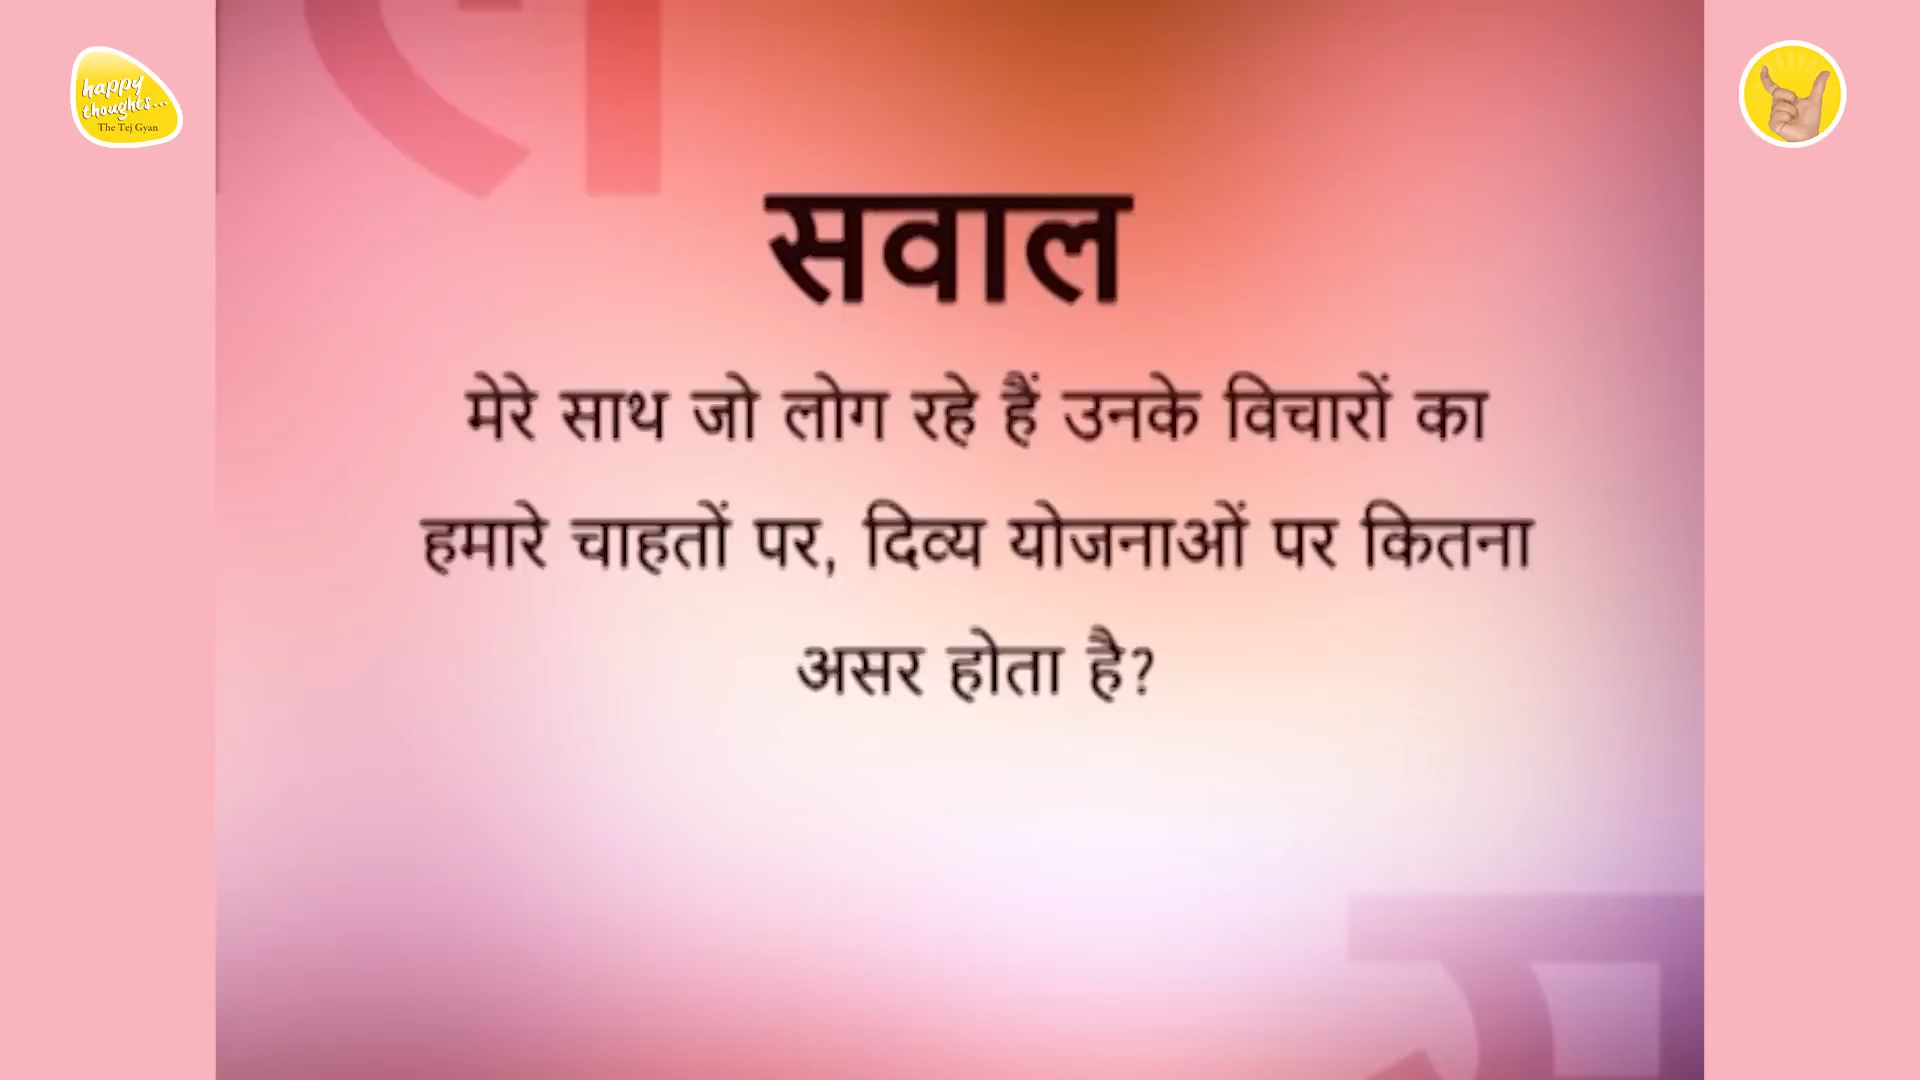 happy
thoughts...
The Tej Gyan
सवाल
मेरे साथ जो लोग रहे हैं उनके विचारों का
हमारे चाहतों पर, दिव्य योजनाओं पर कितना
असर होता है?